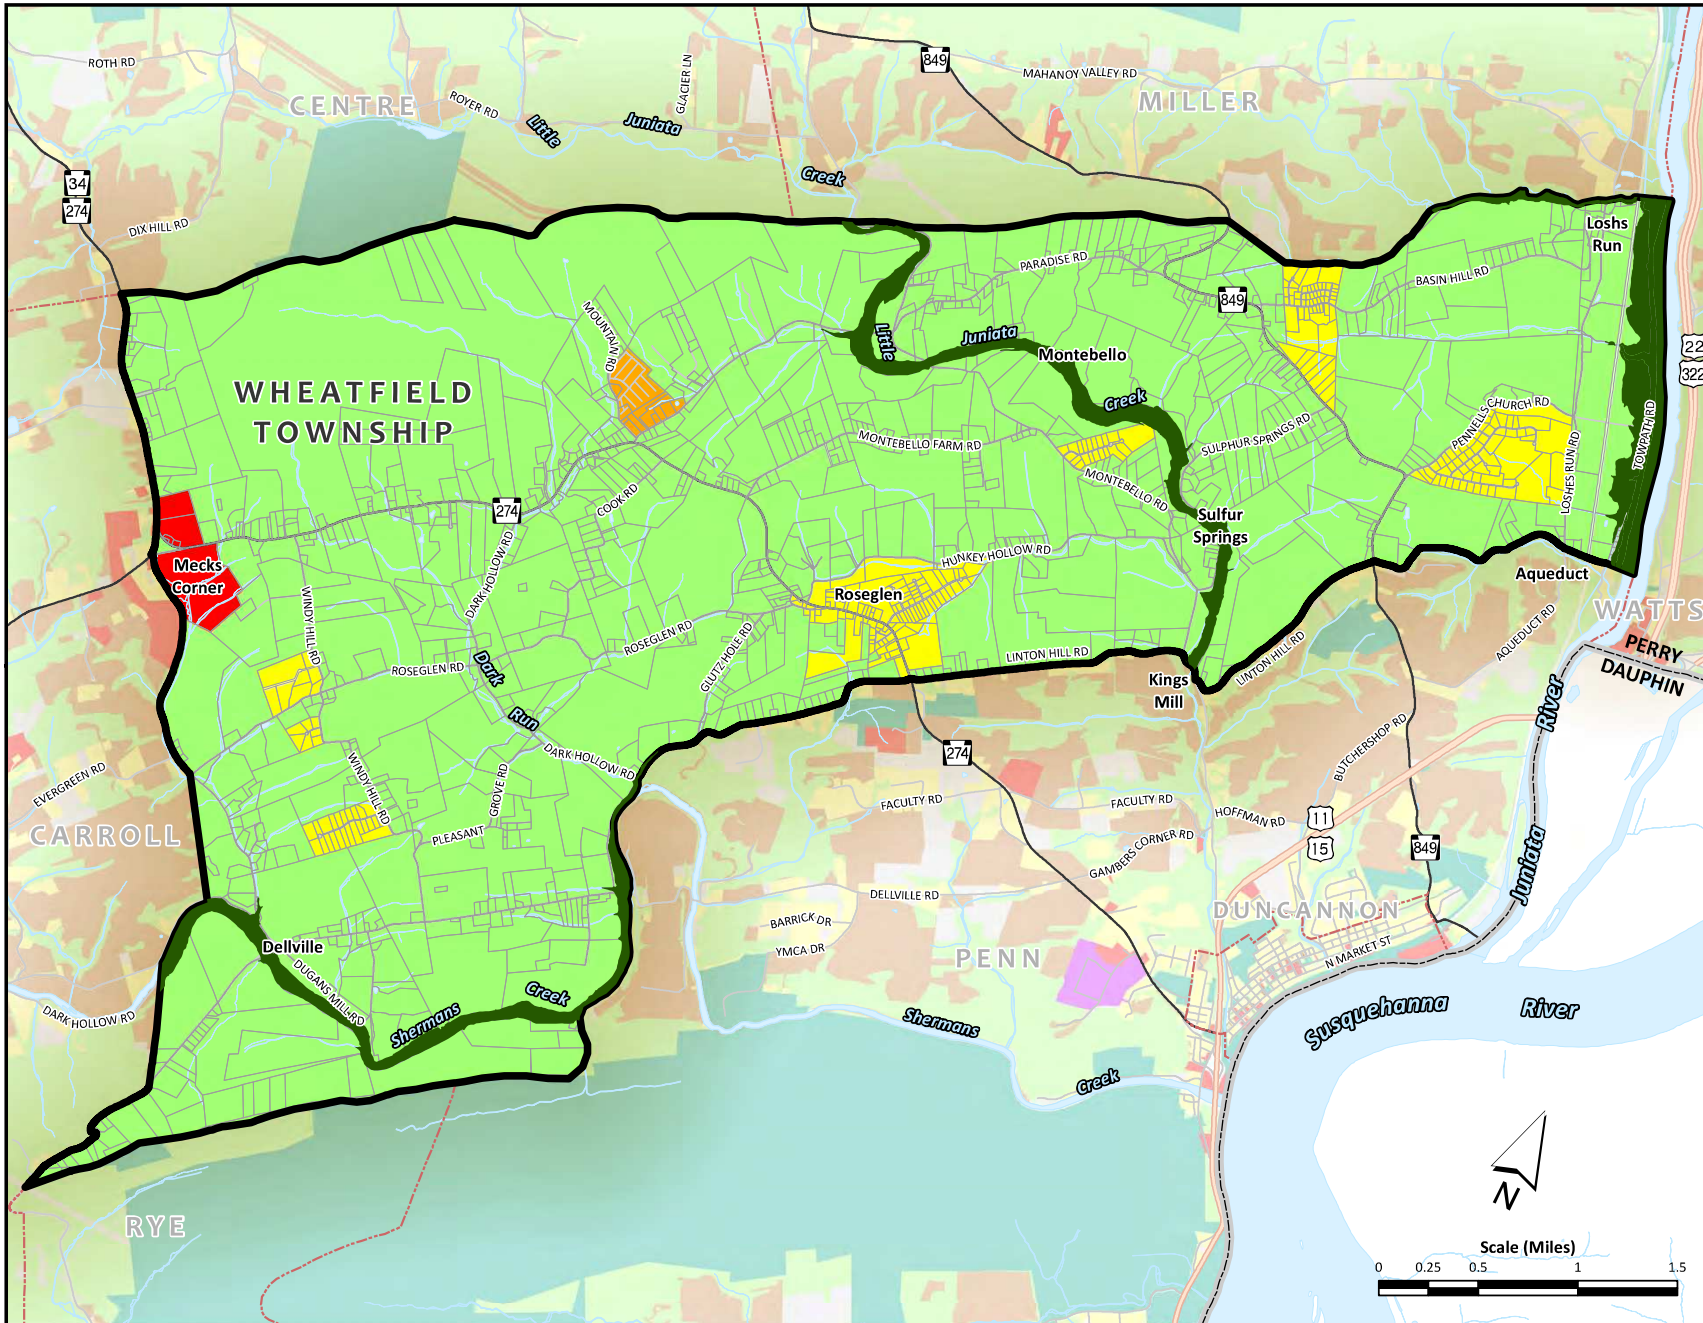 ROTH RD
CENTRE
ROYER RD
Little
Juniata
GLACIER LN
849
MAHANOY VALLEY RD
MILLER
Creek
34
274
DIX HILL RD
Loshs
Run
PARADISE RD
849
BASIN HILL RD
MOUNTAIN RD
Little
Juniata
Montebello
22
322
WHEATFIELD
TOWNSHIP
Creek
MONTEBELLO FARM RD
SULPHUR SPRINGS RD
PENNELLS CHURCH RD
TOWPATH RD
LOSHES RUN RD
MONTEBELLO RD
COOK RD
274
Sulfur
Springs
DARK HOLLOW RD
HUNKEY HOLLOW RD
Mecks
Corner
Aqueduct
Roseglen
WINDY HILL RD
WATTS
AQUEDUCT RD
PERRY
DAUPHIN
ROSEGLEN RD
GLUTZ HOLE RD
LINTON HILL RD
LINTON HILL RD
ROSEGLEN RD
Dark
Run
Kings
Mill
River
DARK HOLLOW RD
274
BUTCHERSHOP RD
EVERGREEN RD
WINDY HILL RD
GROVE RD
PLEASANT
FACULTY RD
FACULTY RD
HOFFMAN RD
11
15
849
CARROLL
GAMBERS CORNER RD
Juniata
DELLVILLE RD
BARRICK DR
YMCA DR
DUNCANNON
N MARKET ST
PENN
Dellville
DUGANS MILL RD
DARK HOLLOW RD
Shermans
Creek
Shermans
Creek
Susquehanna
River
RYE
N
Scale (Miles)
0 0.25 0.5 1 1.5